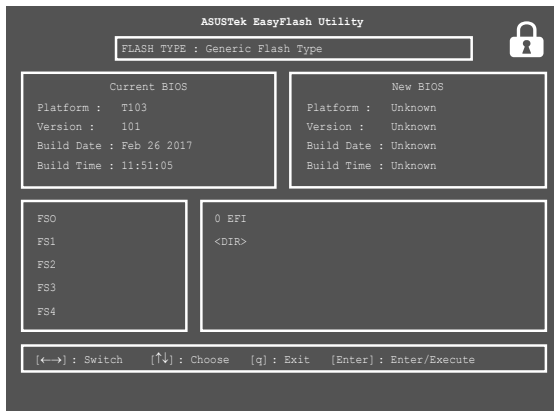 ASUSTek EasyFlash Utility
FLASH TYPE : Generic Flash Type
Current BIOS
Platform : T103
Version : 101
Build Date : Feb 26 2017
Build Time : 11:51:05
New BIOS
Platform : Unknown
Version : Unknown
Build Date : Unknown
Build Time : Unknown
FSO
FS1
FS2
FS3
FS4
0 EFI
<DIR>
[←→] : Switch [↑↓] : Choose [q] : Exit [Enter] : Enter/Execute